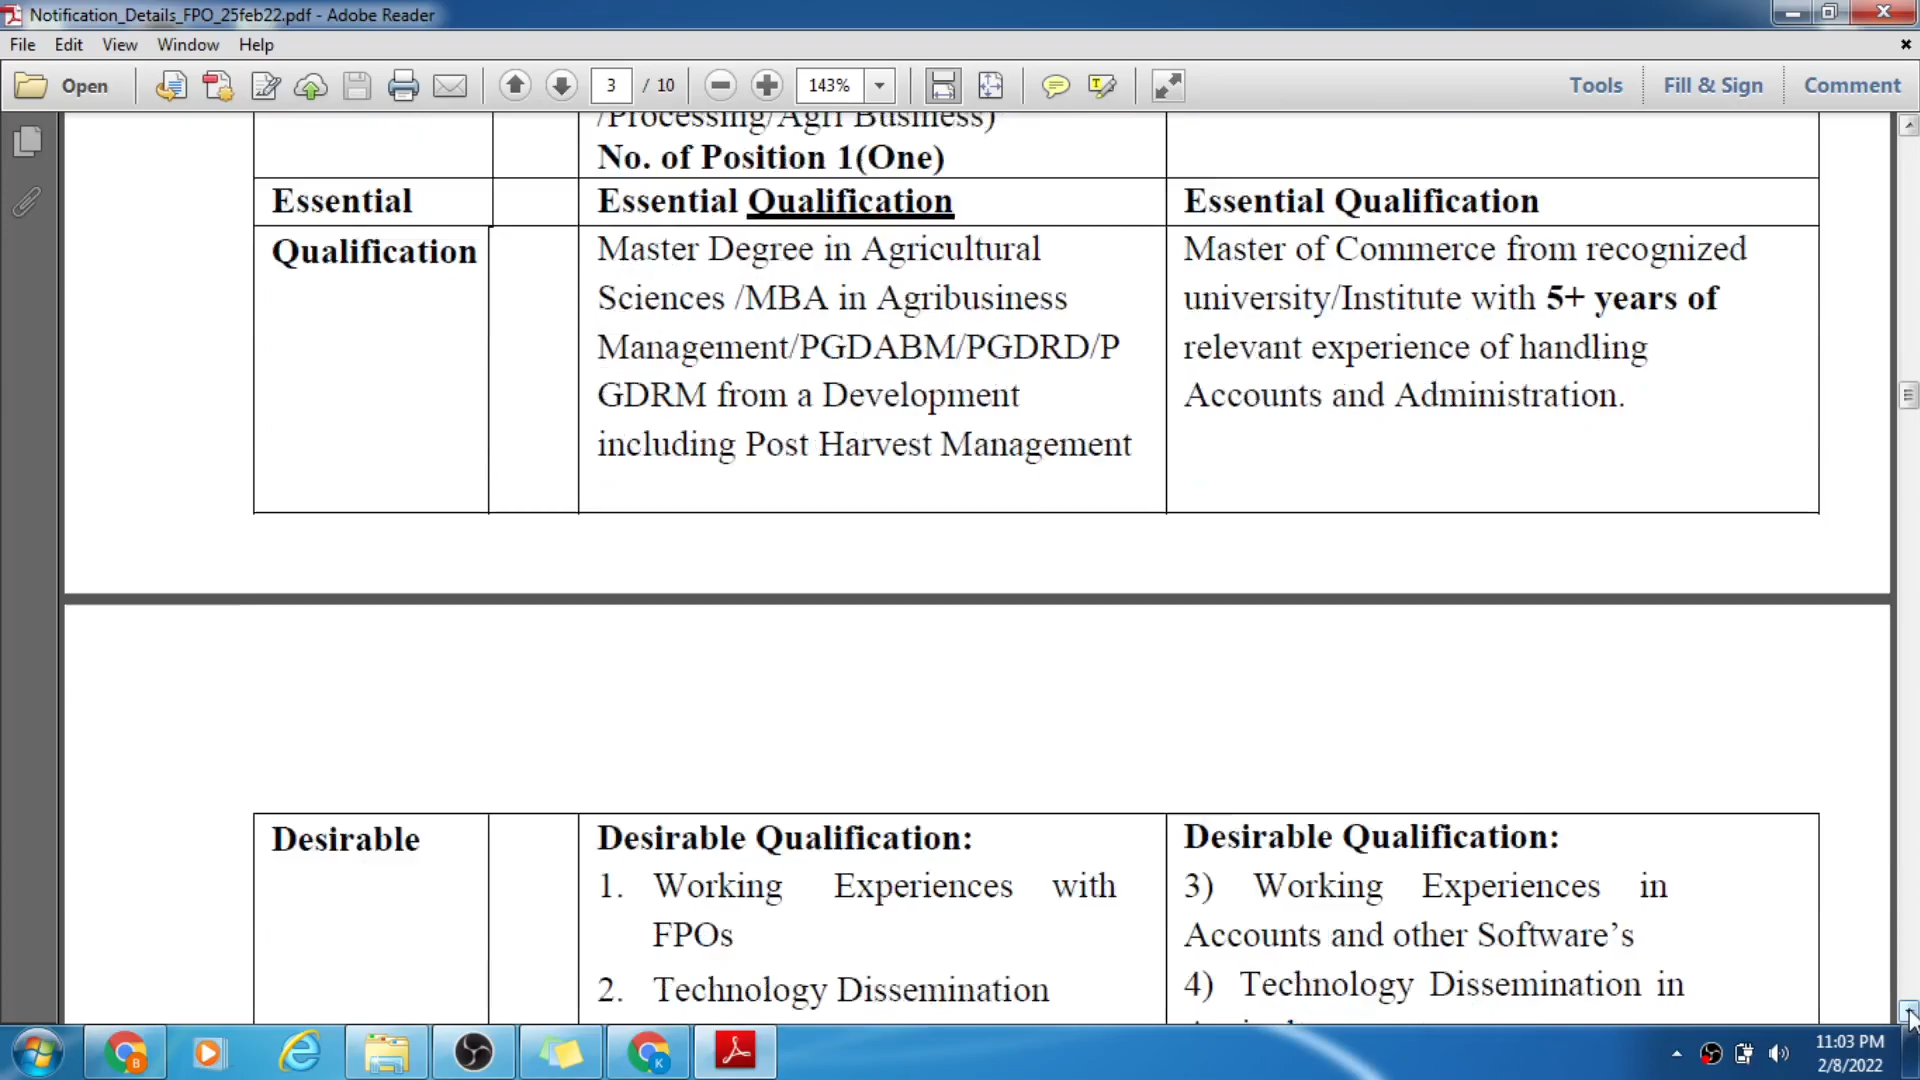 Notification_Details_FPO_25feb22.pdf - Adobe Reader
File Edit View Window Help
Open 3 / 10 143% Tools Fill & Sign Comment
/Processing/Agri Business)
No. of Position 1(One)
Essential
Qualification
Essential Qualification
Master Degree in Agricultural
Sciences /MBA in Agribusiness
Management/PGDABM/PGDRD/P
GDRM from a Development
including Post Harvest Management
Essential Qualification
Master of Commerce from recognized
university/Institute with 5+ years of
relevant experience of handling
Accounts and Administration.
Desirable
Desirable Qualification:
1. Working Experiences with
FPOs
2. Technology Dissemination
Desirable Qualification:
3) Working Experiences in
Accounts and other Software’s
4) Technology Dissemination in
B
K
11:03 PM
2/8/2022